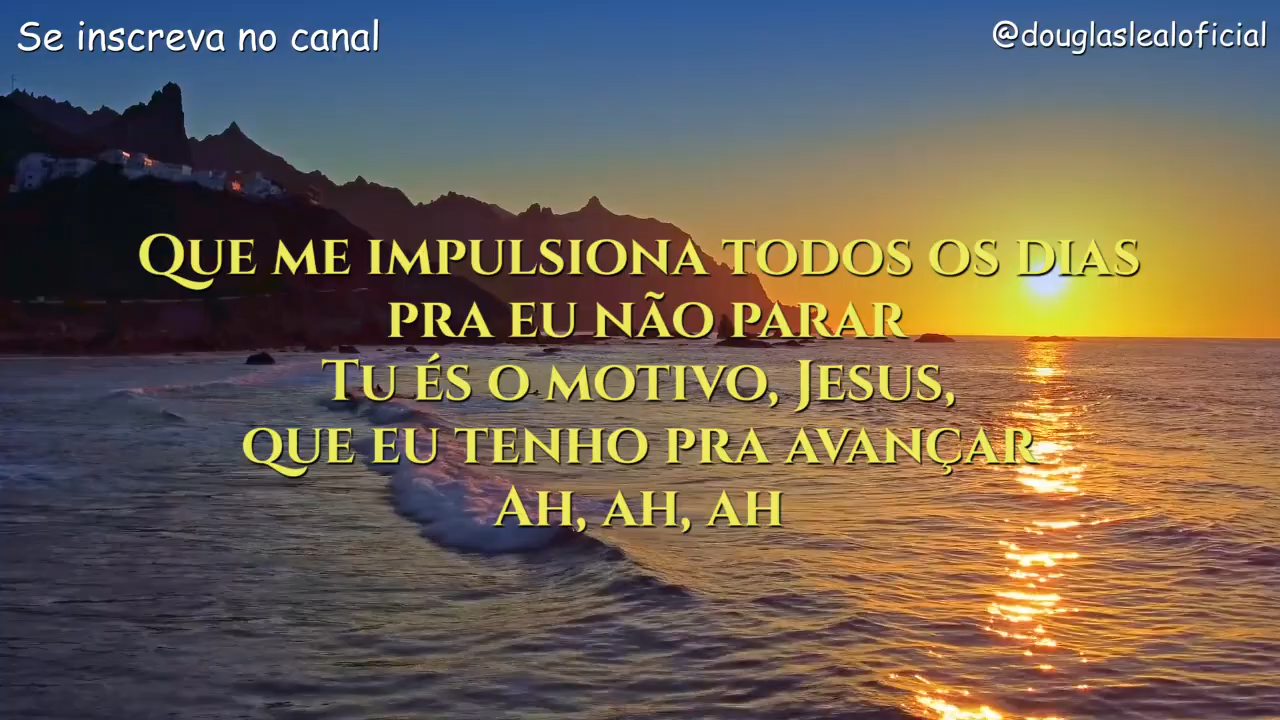 Se inscreva no canal
@douglaslealoficial
Que me impulsiona todos os dias
pra eu não parar
Tu és o motivo, Jesus,
que eu tenho pra avançar
Ah, ah, ah